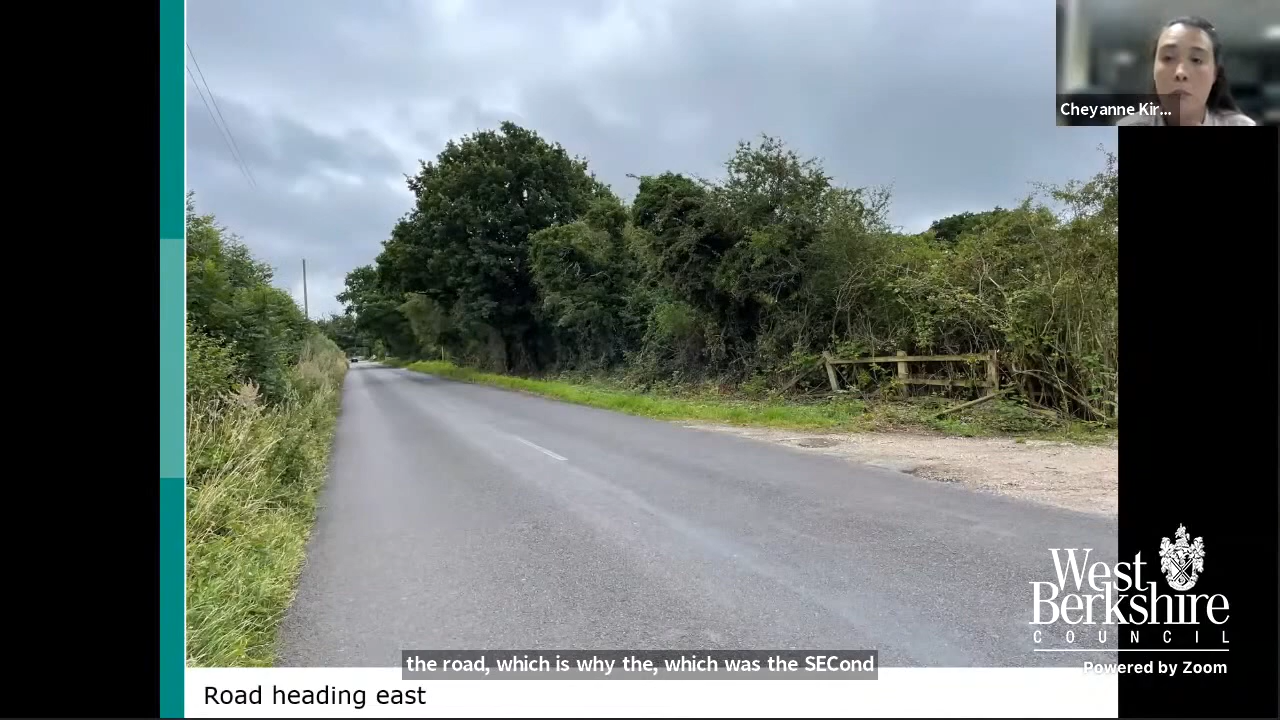 Cheyanne Kir...
West
Berkshire
COUNCIL
the road, which is why the, which was the SECond
Powered by Zoom
Road heading east